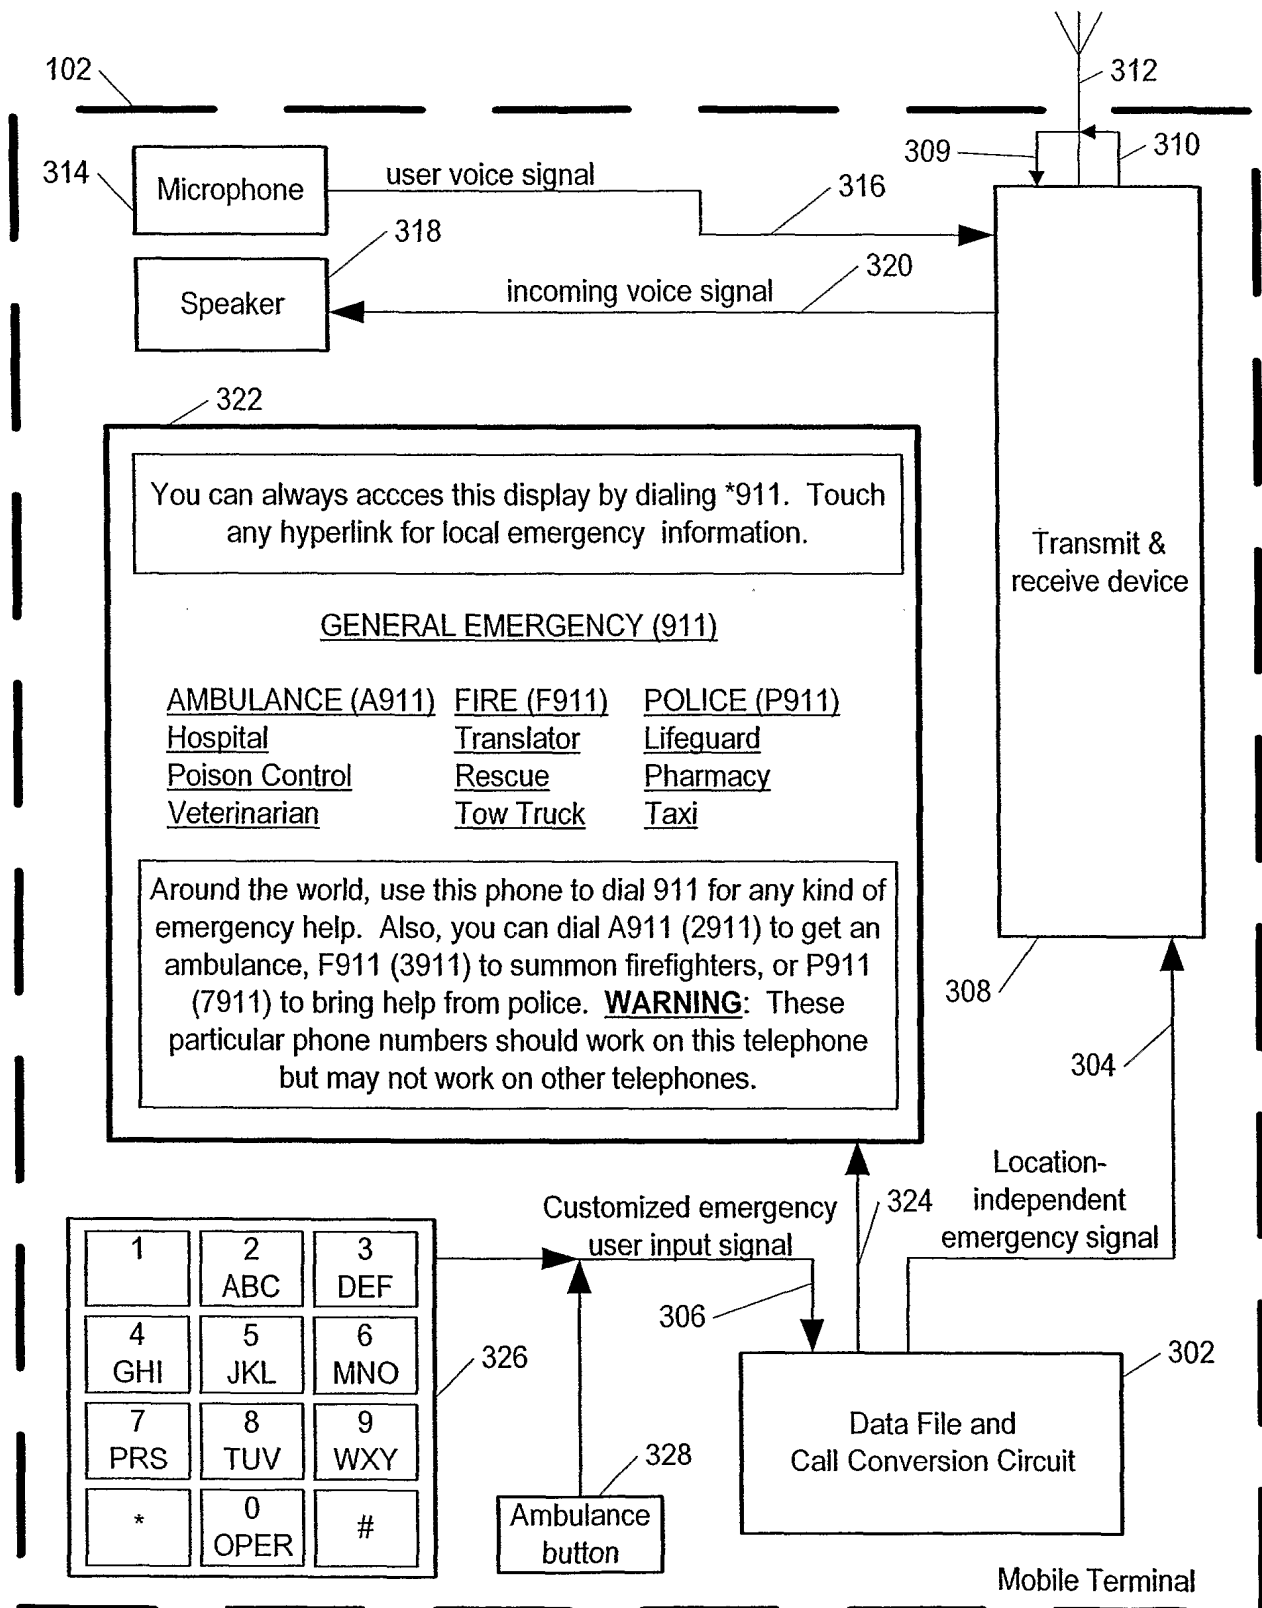 312
102
309
310
314
Microphone
user voice signal
316
318
320
Speaker
incoming voice signal
322
You can always accces this display by dialing *911. Touch
any hyperlink for local emergency information.
Transmit &
receive device
GENERAL EMERGENCY (911)
AMBULANCE (A911) FIRE (F911) POLICE (P911)
Hospital Translator Lifeguard
Poison Control Rescue Pharmacy
Veterinarian Tow Truck Taxi
Around the world, use this phone to dial 911 for any kind of
emergency help. Also, you can dial A911 (2911) to get an
ambulance, F911 (3911) to summon firefighters, or P911
(7911) to bring help from police. WARNING: These
particular phone numbers should work on this telephone
but may not work on other telephones.
308
304
Location-
independent
emergency signal
324
Customized emergency
user input signal
306
1 2 3
ABC DEF
4 5 6
GHI JKL MNO
7 8 9
PRS TUV WXY
* 0 #
OPER
326
302
Data File and
Call Conversion Circuit
328
Ambulance
button
Mobile Terminal